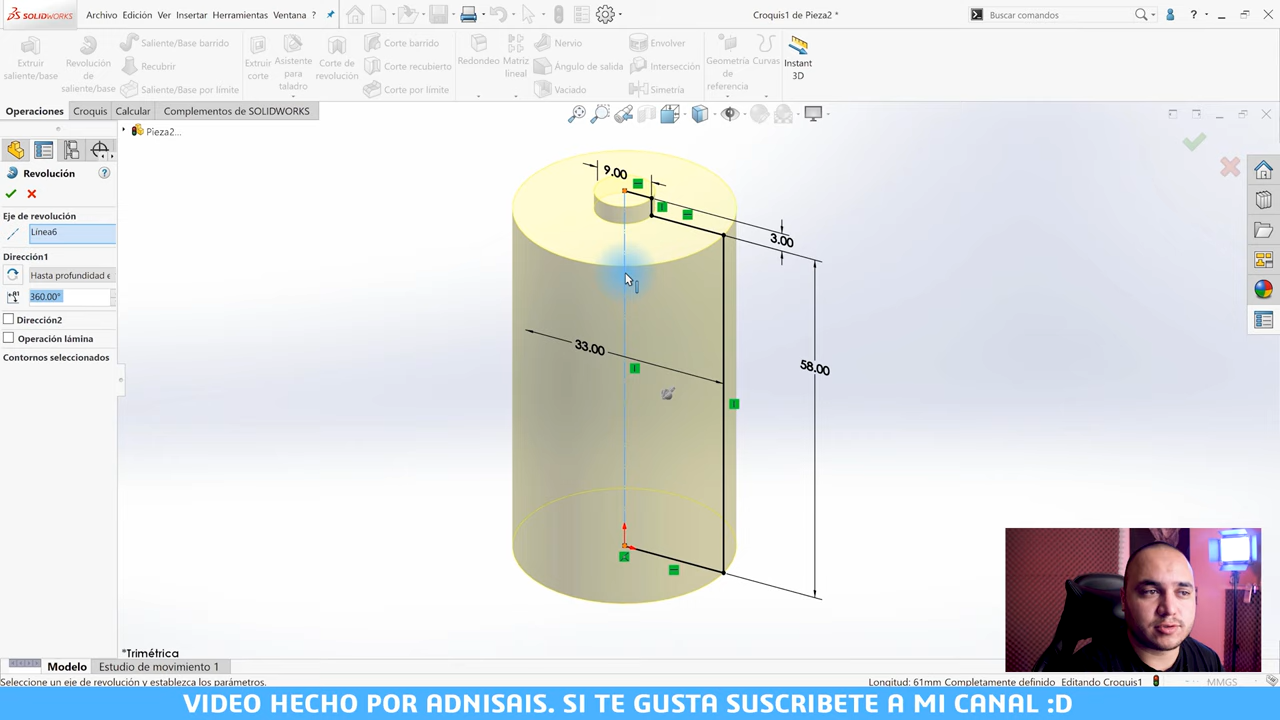 SOLIDWORKS
Archivo Edición Ver Insertar Herramientas Ventana ?
Croquis1 de Pieza2 *
Buscar comandos
?
Extruir saliente/base
Revolución de saliente/base
Saliente/Base barrido
Recubrir
Saliente/Base por límite
Extruir corte
Asistente para taladro
Corte de revolución
Corte barrido
Corte recubierto
Corte por límite
Redondeo
Matriz lineal
Nervio
Ángulo de salida
Vaciado
Envolver
Intersección
Simetría
Geometría de referencia
Curvas
Instant 3D
Operaciones Croquis Calcular Complementos de SOLIDWORKS
Pieza2...
Revolución
Eje de revolución
Línea6
Dirección1
Hasta profundidad e
360.00°
Dirección2
Operación lámina
Contornos seleccionados
9.00
3.00
33.00
58.00
*Trimétrica
Modelo Estudio de movimiento 1
Seleccione un eje de revolución y establezca los parámetros.
Longitud: 61mm Completamente definido Editando Croquis1
MMGS
VIDEO HECHO POR ADNISAIS. SI TE GUSTA SUSCRIBETE A MI CANAL :D